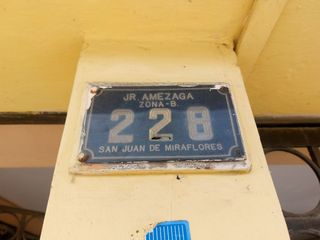 JR. AMEZAGA
ZONA-B.
228
SAN JUAN DE MIRAFLORES